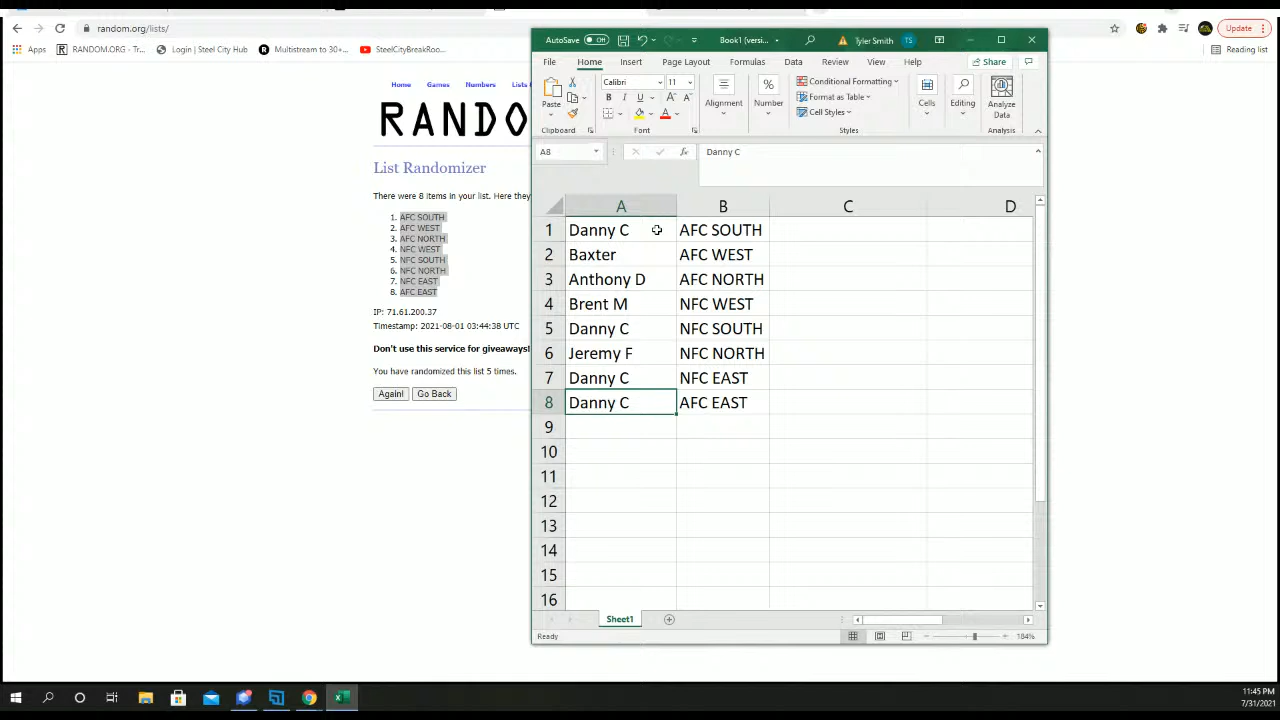 random.org/lists/
Update
Apps
RANDOM.ORG - Tr...
Login | Steel City Hub
Multistream to 30+...
SteelCityBreakRoo...
Reading list
Home
Games
Numbers
Lists
RANDO
List Randomizer
There were 8 items in your list. Here they
1. AFC SOUTH
2. AFC WEST
3. AFC NORTH
4. NFC WEST
5. NFC SOUTH
6. NFC NORTH
7. NFC EAST
8. AFC EAST
IP: 71.61.200.37
Timestamp: 2021-08-01 03:44:38 UTC
Don't use this service for giveaways!
You have randomized this list 5 times.
Again!
Go Back
AutoSave Off
Book1 (versi...
Tyler Smith
TS
File
Home
Insert
Page Layout
Formulas
Data
Review
View
Help
Share
Paste
Clipboard
Calibri
11
B I U
Font
Alignment
Number
Conditional Formatting
Format as Table
Cell Styles
Styles
Cells
Editing
Analyze
Data
Analysis
A8
fx
Danny C
A B C D
1 Danny C AFC SOUTH
2 Baxter AFC WEST
3 Anthony D AFC NORTH
4 Brent M NFC WEST
5 Danny C NFC SOUTH
6 Jeremy F NFC NORTH
7 Danny C NFC EAST
8 Danny C AFC EAST
9
10
11
12
13
14
15
16
Sheet1
Ready
184%
11:45 PM
7/31/2021